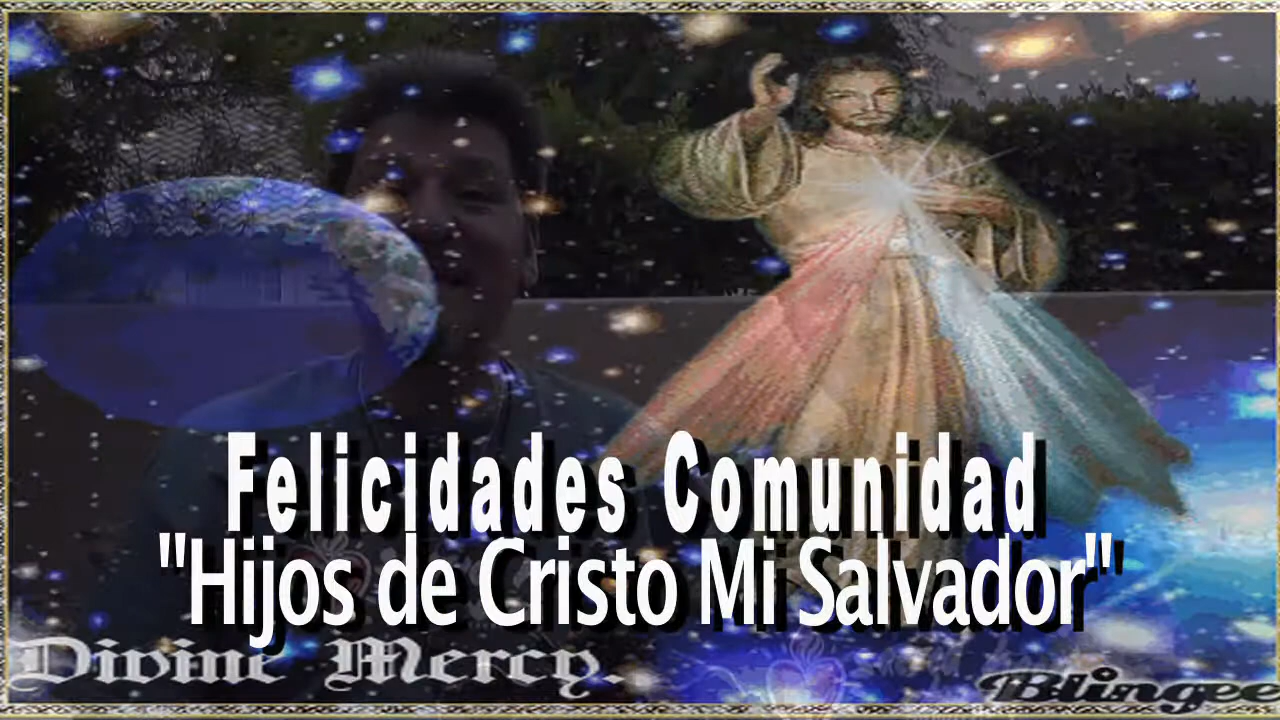 Felicidades Comunidad
"Hijos de Cristo Mi Salvador"
Divine Mercy.
Blingee